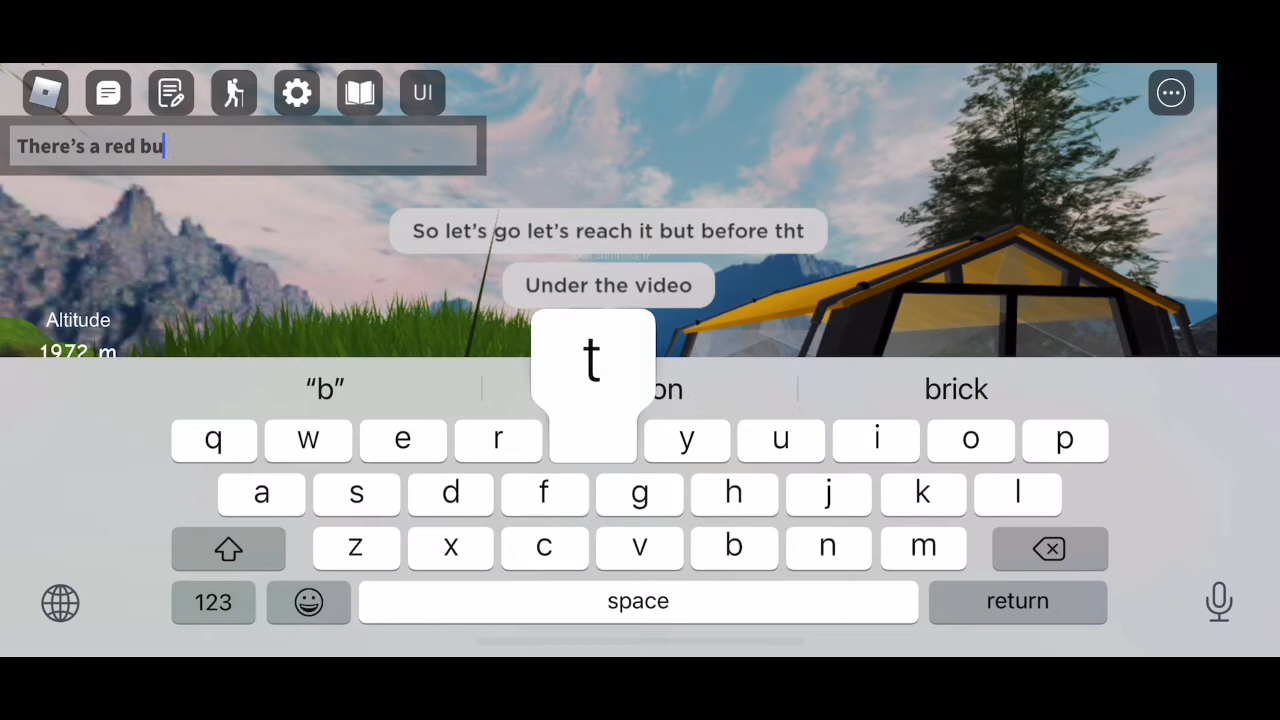 UI
There's a red bu
So let's go let's reach it but before tht
Under the video
Altitude
1972 m
t
"b"
on
brick
q w e r y u i o p
a s d f g h j k l
z x c v b n m
123
space
return